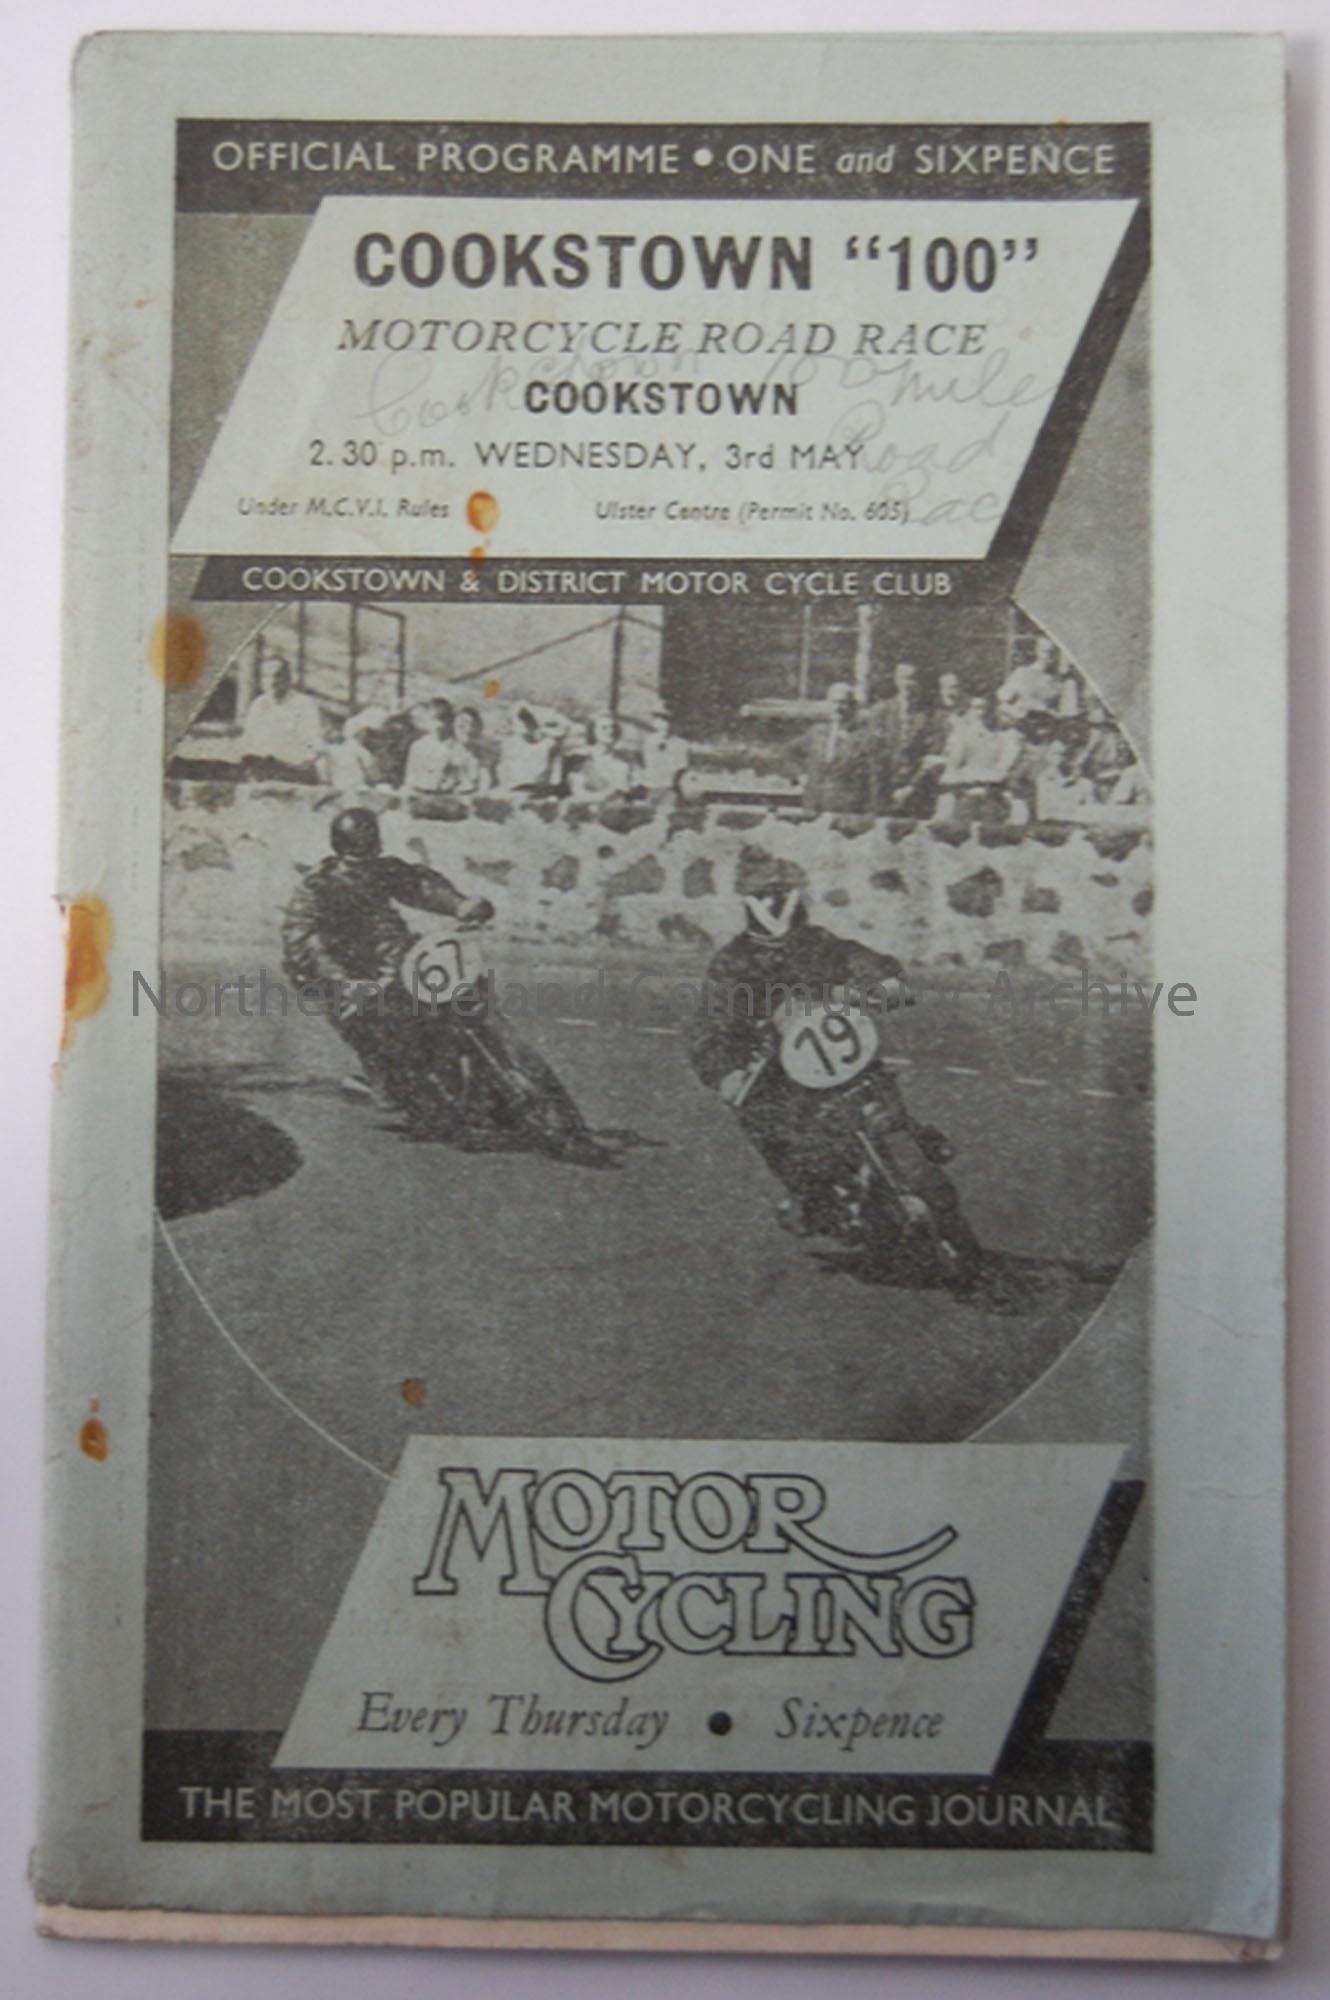 OFFICIAL PROGRAMME • ONE and SIXPENCE
COOKSTOWN “100”
MOTORCYCLE ROAD RACE
Cookstown 100 mile
COOKSTOWN
Road
2.30 p.m. WEDNESDAY, 3rd MAY
Under M.C.V.I. Rules Ulster Centre (Permit No. 605)
COOKSTOWN & DISTRICT MOTOR CYCLE CLUB
67
Northern Ireland Community Archive
79
MOTOR
CYCLING
Every Thursday • Sixpence
THE MOST POPULAR MOTORCYCLING JOURNAL